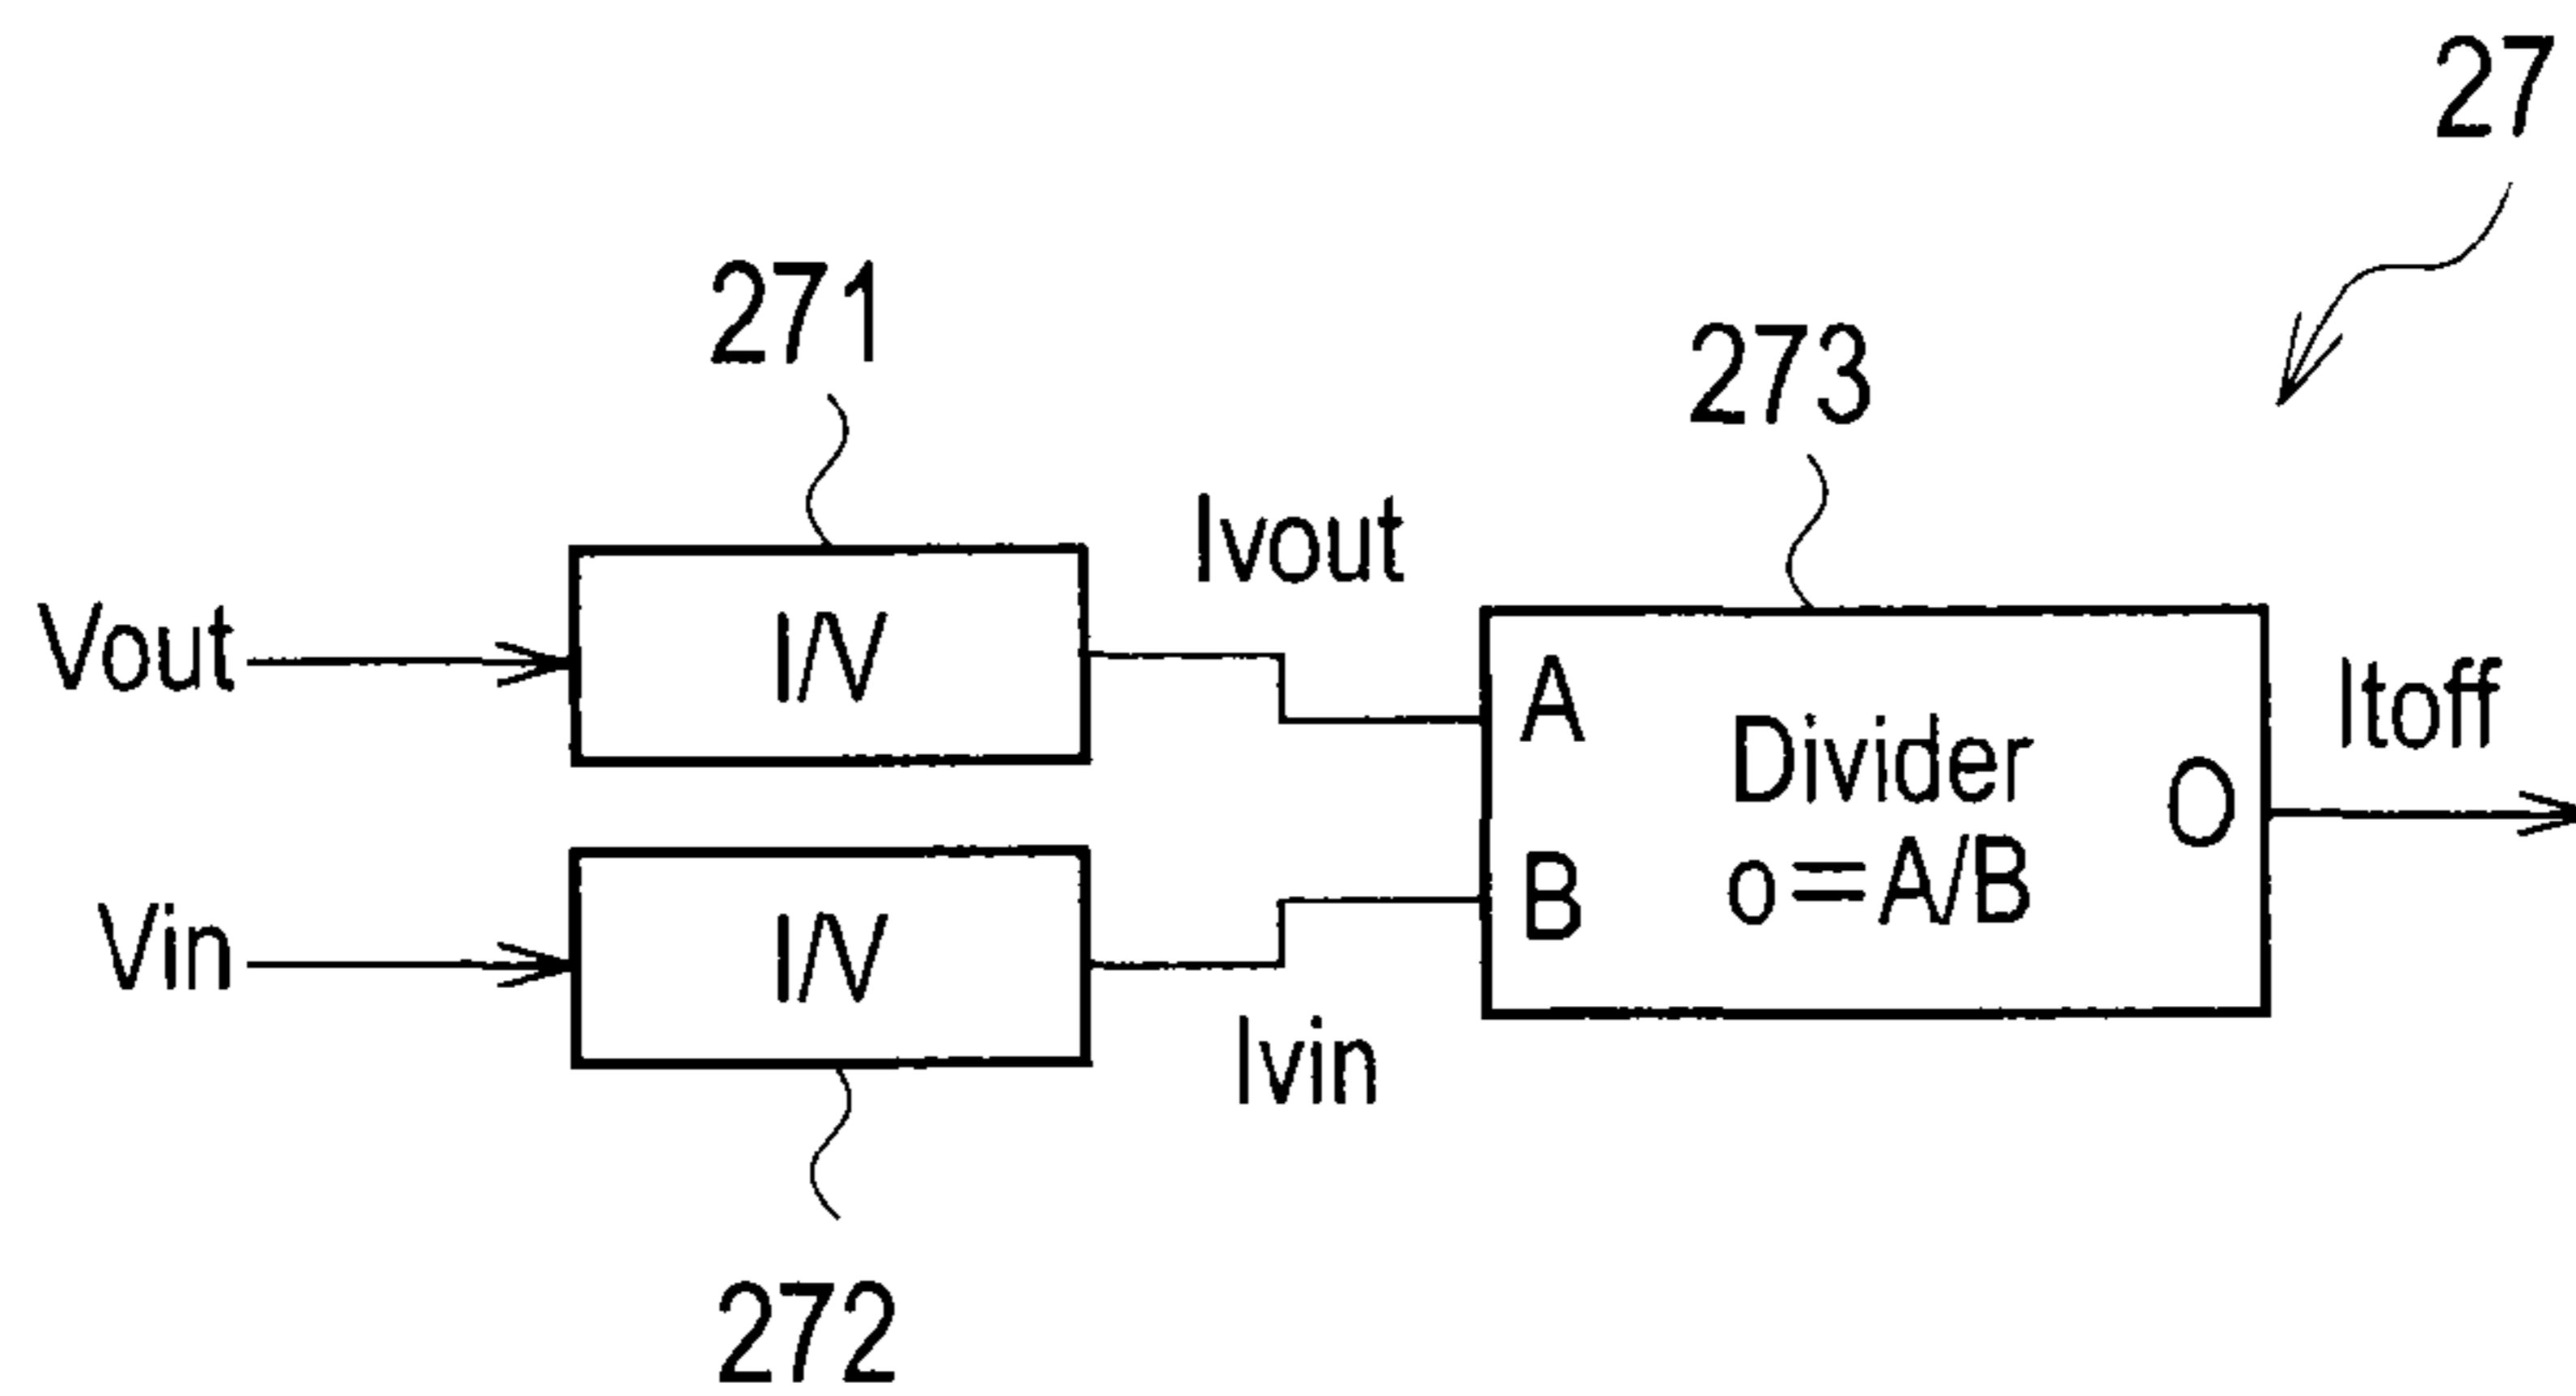 27
271
273
Ivout
Vout
I/V
A
Divider
O
Itoff
B
o=A/B
Vin
I/V
Ivin
272